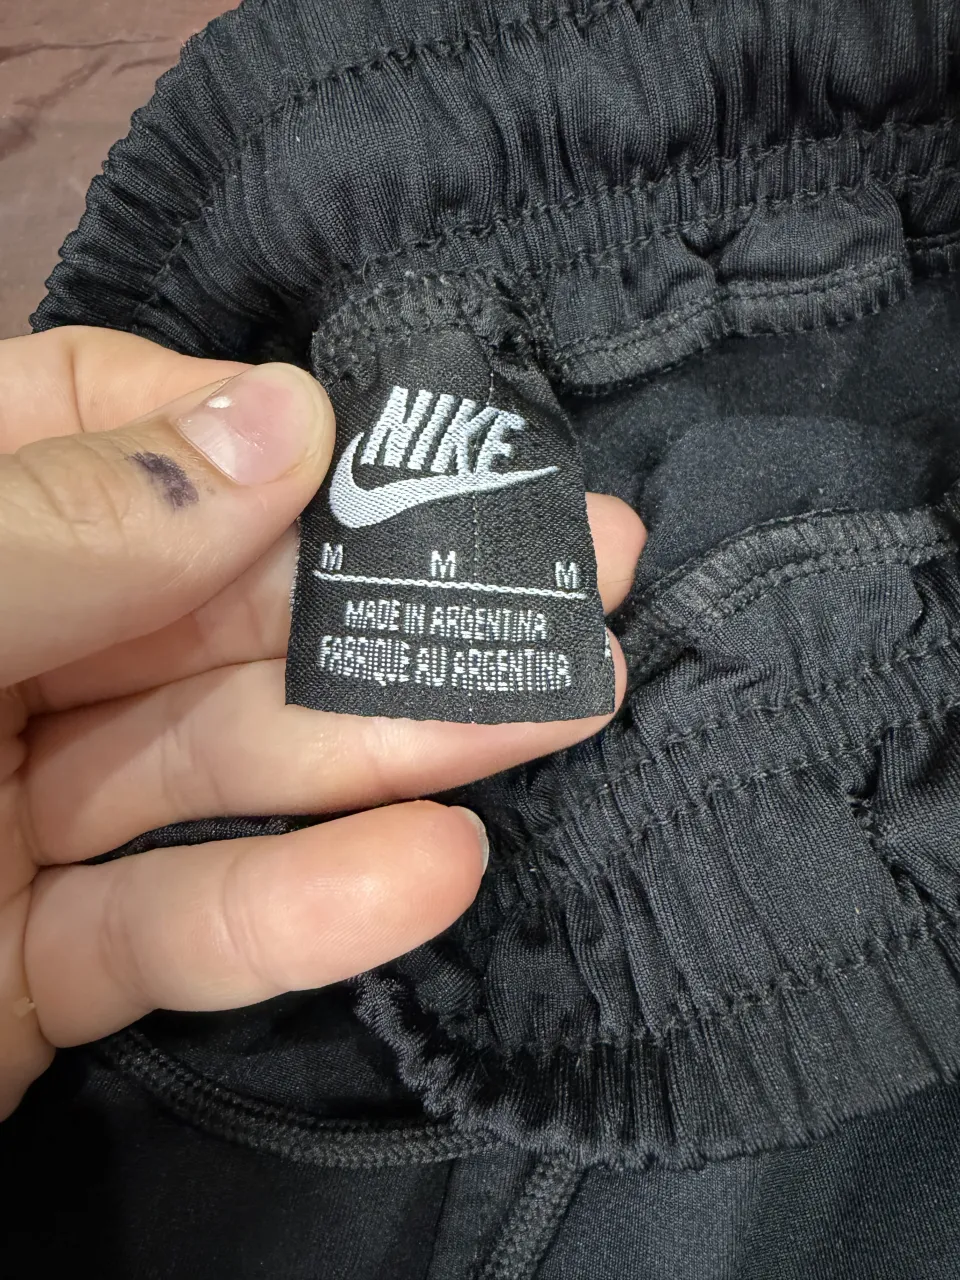 NIKE
M M M
MADE IN ARGENTINA
FABRIQUE AU ARGENTINA